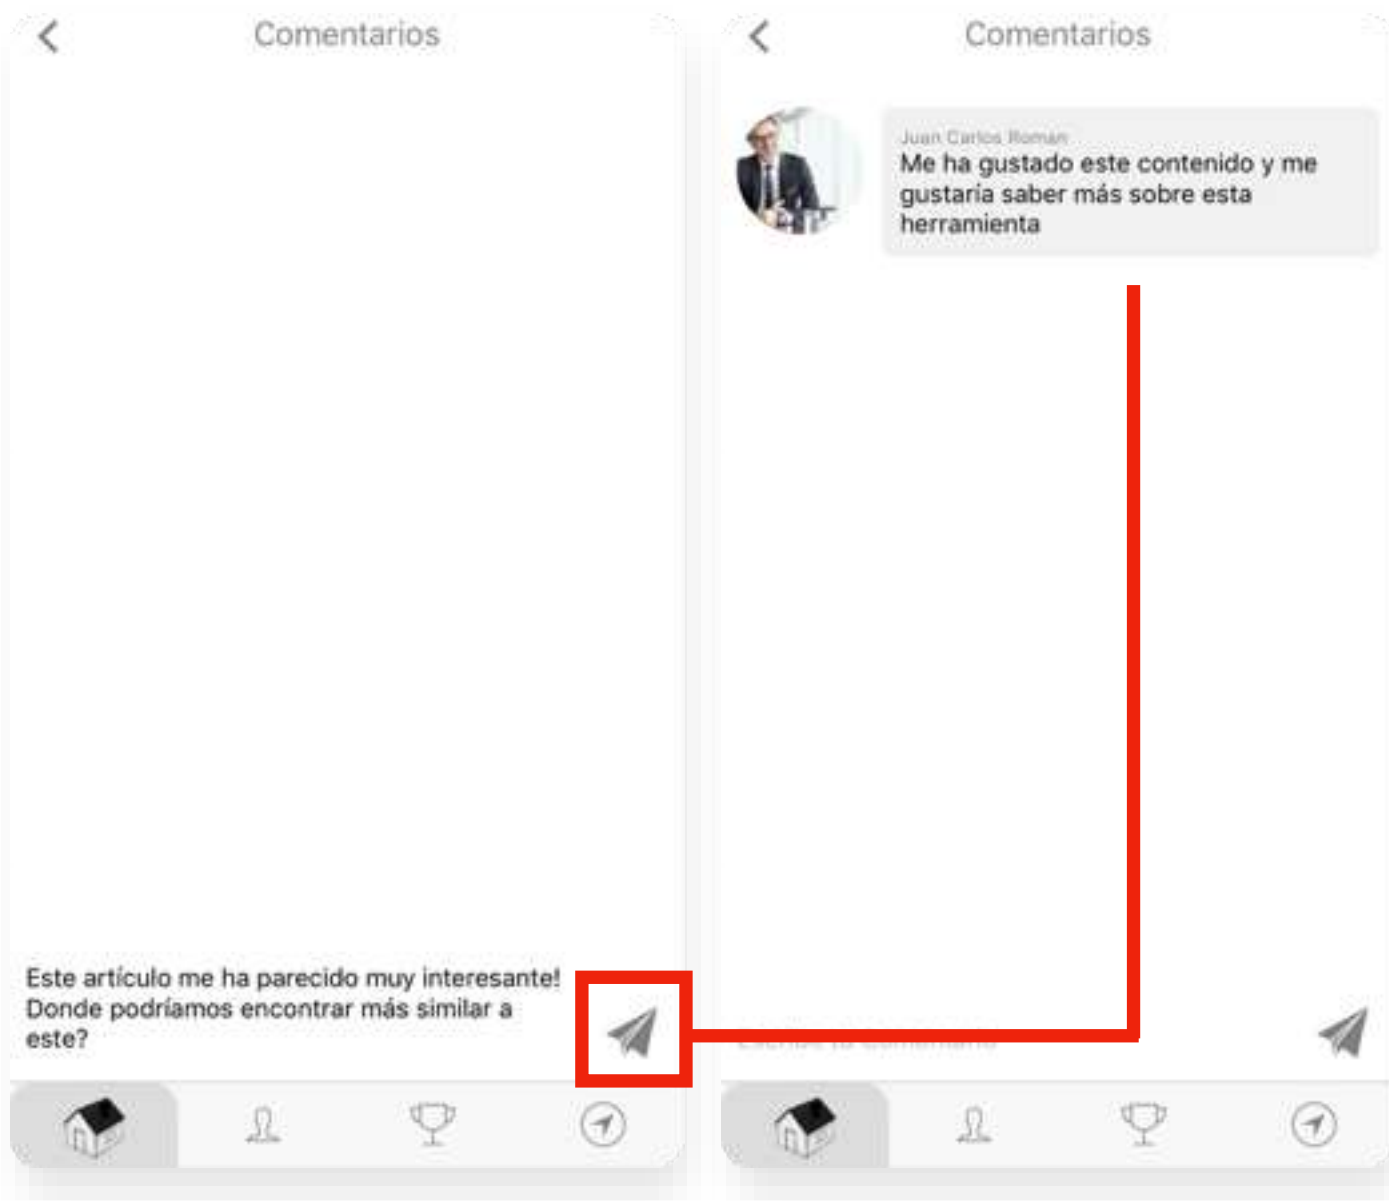 Comentarios
Este artículo me ha parecido muy interesante!
Donde podríamos encontrar más similar a
este?
Comentarios
Juan Carlos Roman
Me ha gustado este contenido y me
gustaría saber más sobre esta
herramienta